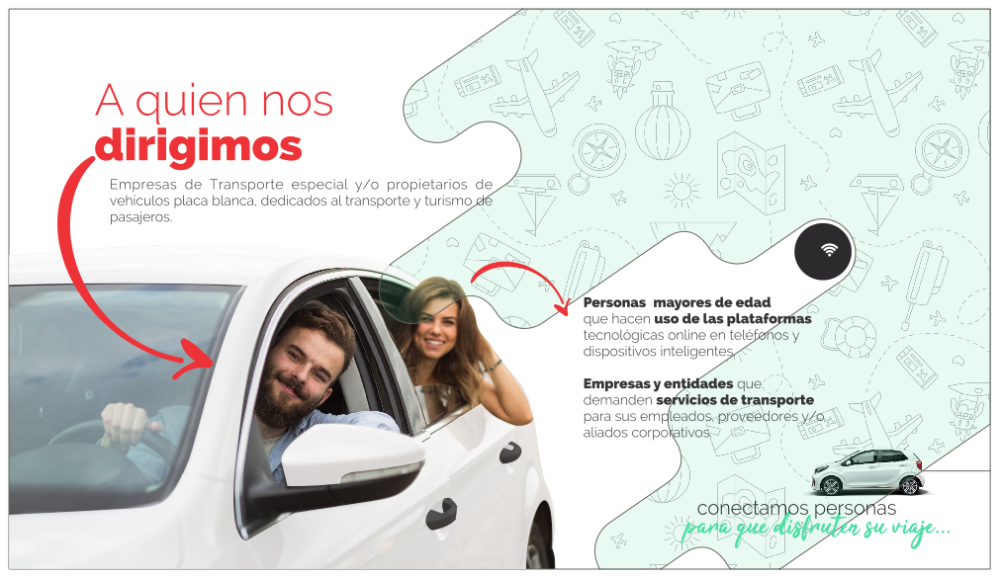 A quien nos
dirigimos
Empresas de Transporte especial y/o propietarios de
vehículos placa blanca, dedicados al transporte y turismo de
pasajeros.
Personas mayores de edad
que hacen uso de las plataformas
tecnológicas online en teléfonos y
dispositivos inteligentes.
Empresas y entidades que
demanden servicios de transporte
para sus empleados, proveedores y/o
aliados corporativos.
conectamos personas
para que disfruten su viaje...